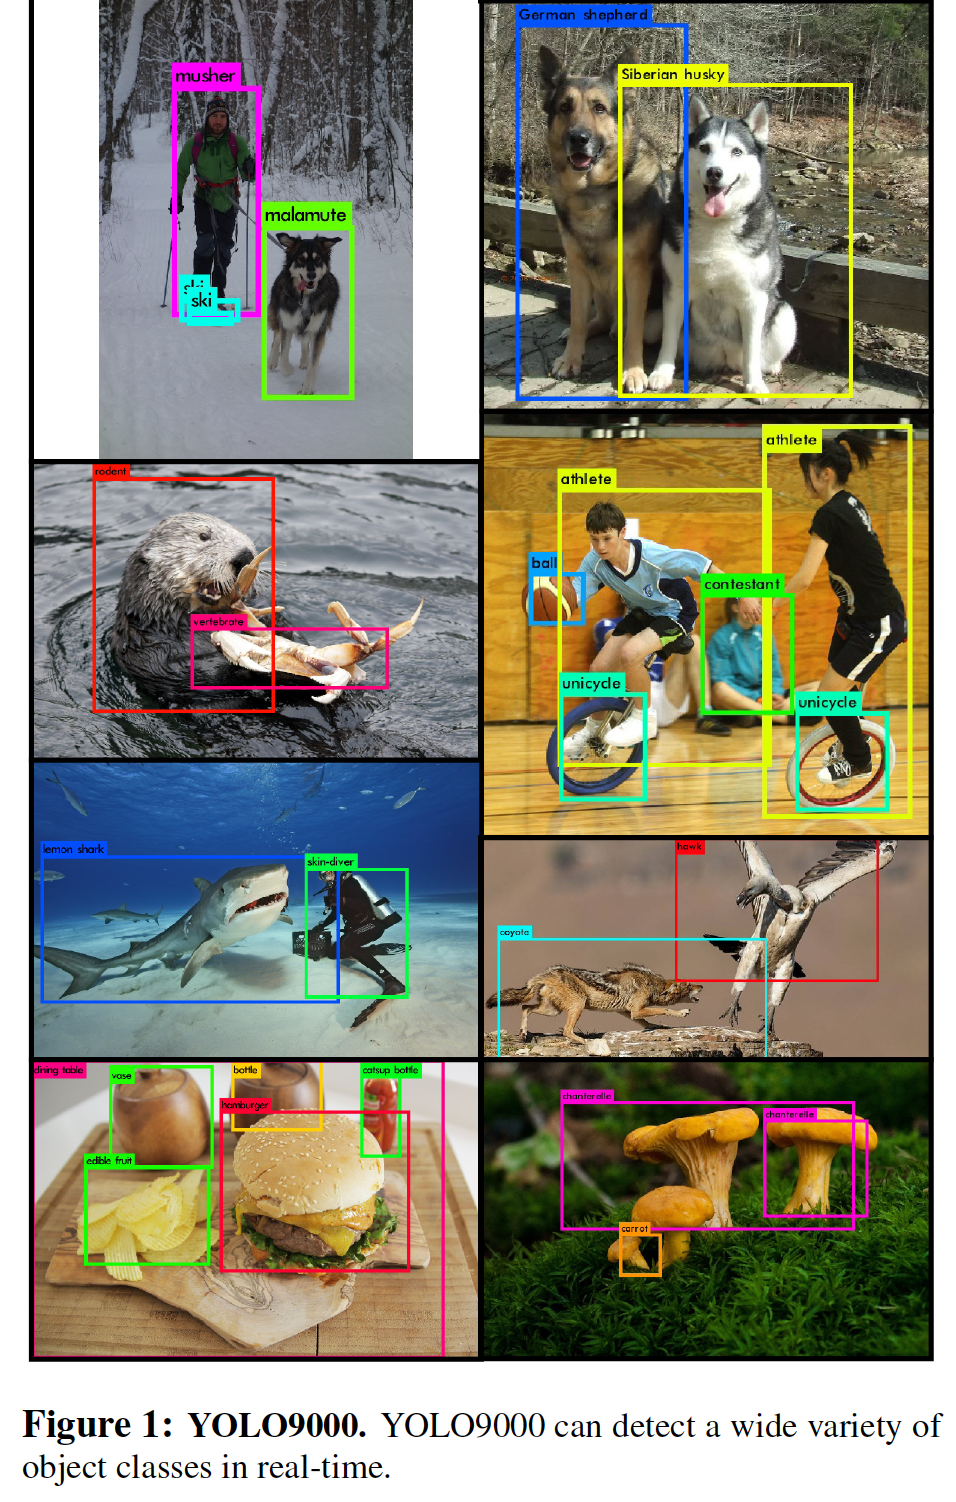 musher
malamute
ski
ski
German shepherd
Siberian husky
rodent
vertebrate
athlete
athlete
ball
contestant
unicycle
unicycle
lemon shark
skin-diver
hawk
coyote
dining table
vase
bottle
catsup bottle
hamburger
edible fruit
chanterelle
chanterelle
carrot
Figure 1: YOLO9000. YOLO9000 can detect a wide variety of
object classes in real-time.